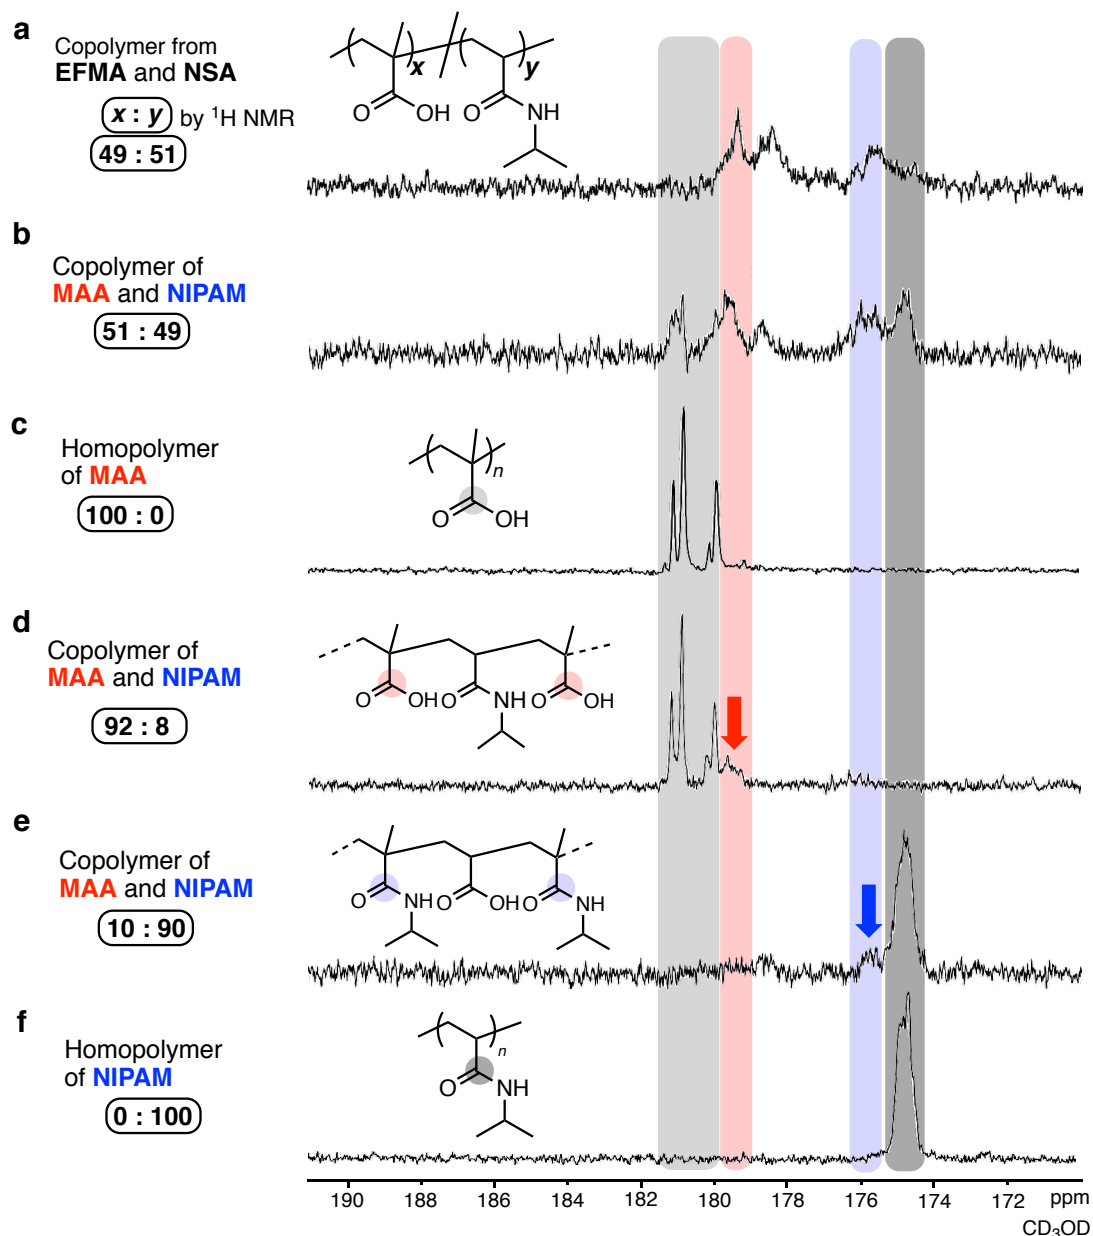 a
Copolymer from
EFMA and NSA
x : y by ¹H NMR
49 : 51
x
y
O
OH
O
NH
b
Copolymer of
MAA and NIPAM
51 : 49
c
Homopolymer
of MAA
100 : 0
n
O
OH
d
Copolymer of
MAA and NIPAM
92 : 8
O
OH
O
NH
O
OH
e
Copolymer of
MAA and NIPAM
10 : 90
O
NH
O
OH
O
NH
f
Homopolymer
of NIPAM
0 : 100
n
O
NH
190 188 186 184 182 180 178 176 174 172 ppm
CD₃OD